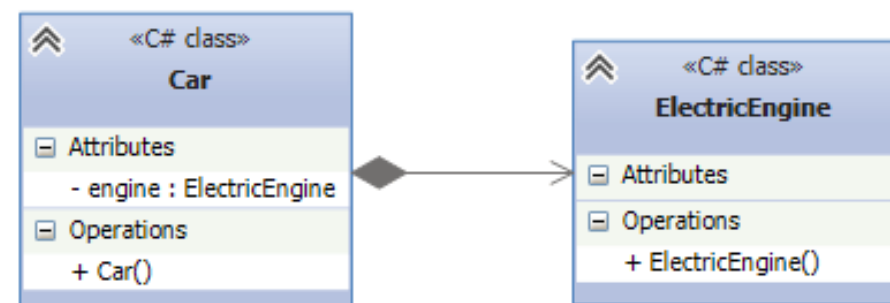 «C# class»
Car
Attributes
- engine : ElectricEngine
Operations
+ Car()
«C# class»
ElectricEngine
Attributes
Operations
+ ElectricEngine()